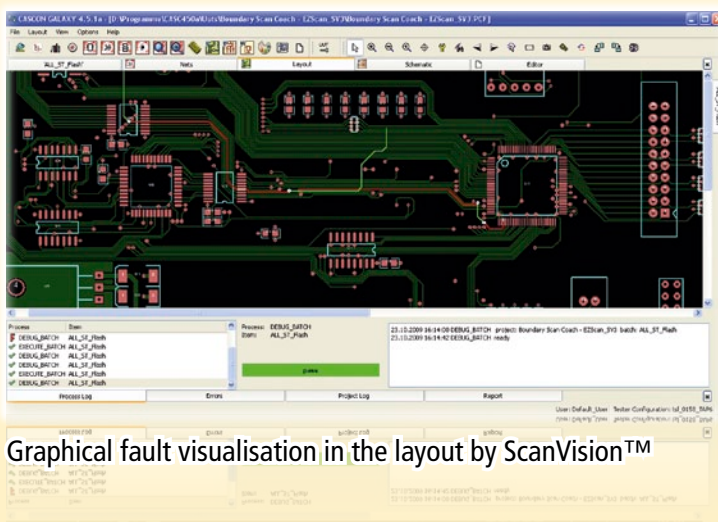 CASCON GALAXY 4.5.1a - [D:\Programme\CASC450a\Uuts\Boundary Scan Coach - EZScan_SV3\Boundary Scan Coach - EZScan_SV3.PCF]
File Layout View Options Help
ALL_ST_Flash* Nets Layout Schematic Editor
Process Item
DEBUG_BATCH ALL_ST_Flash
EXECUTE_BATCH ALL_ST_Flash
DEBUG_BATCH ALL_ST_Flash
DEBUG_BATCH ALL_ST_Flash
EXECUTE_BATCH ALL_ST_Flash
DEBUG_BATCH ALL_ST_Flash
Process: DEBUG_BATCH
Item: ALL_ST_Flash
pass
23.10.2009 16:14:08 DEBUG_BATCH project: Boundary Scan Coach - EZScan_SV3 batch: ALL_ST_Flash
23.10.2009 16:14:42 DEBUG_BATCH ready
Process Log Errors Project Log Report
User: Default_User Tester Configuration:
Graphical fault visualisation in the layout by ScanVision™